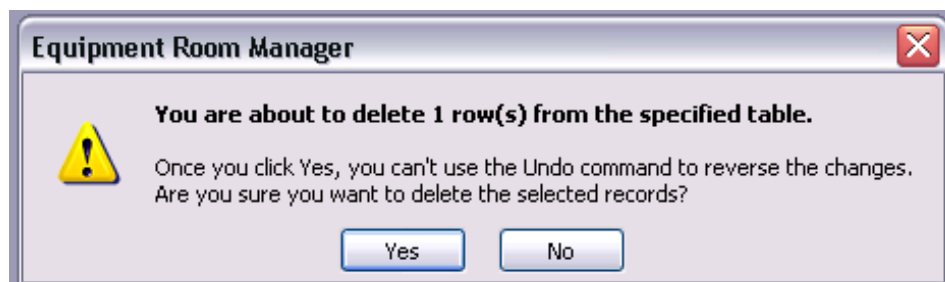 Equipment Room Manager
You are about to delete 1 row(s) from the specified table.
Once you click Yes, you can't use the Undo command to reverse the changes.
Are you sure you want to delete the selected records?
Yes No